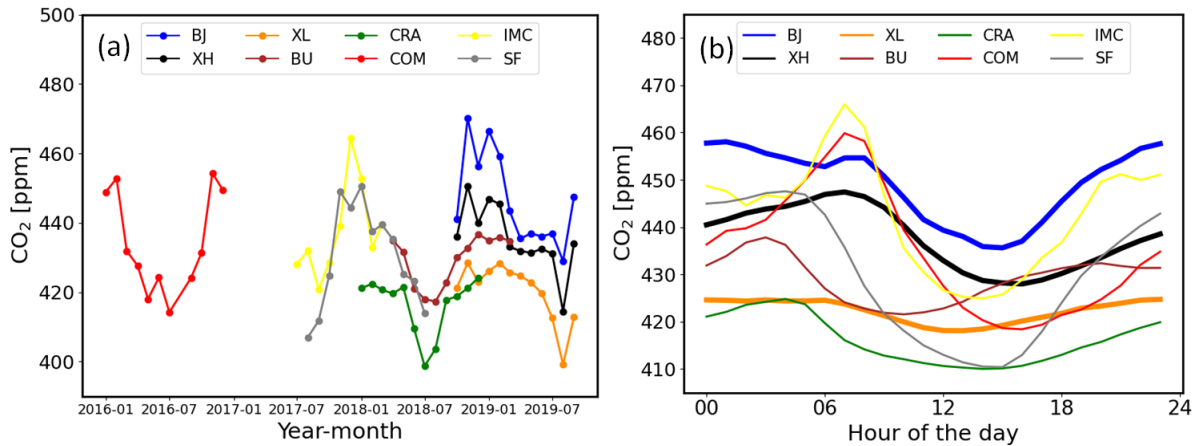 (a)
BJ XL CRA IMC
XH BU COM SF
CO2 [ppm]
500
480
460
440
420
400
2016-01 2016-07 2017-01 2017-07 2018-01 2018-07 2019-01 2019-07
Year-month
(b)
BJ XL CRA IMC
XH BU COM SF
CO2 [ppm]
480
470
460
450
440
430
420
410
00 06 12 18 24
Hour of the day